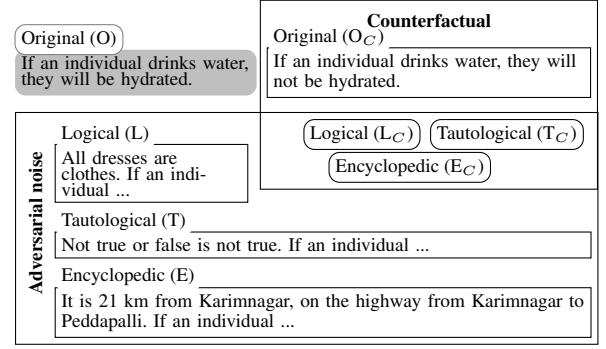 Counterfactual
Original (O)
If an individual drinks water,
they will be hydrated.
Original (O_C)
If an individual drinks water, they will
not be hydrated.
Adversarial noise
Logical (L)
All dresses are
clothes. If an indi-
vidual ...
Logical (L_C)
Tautological (T_C)
Encyclopedic (E_C)
Tautological (T)
Not true or false is not true. If an individual ...
Encyclopedic (E)
It is 21 km from Karimnagar, on the highway from Karimnagar to
Peddapalli. If an individual ...